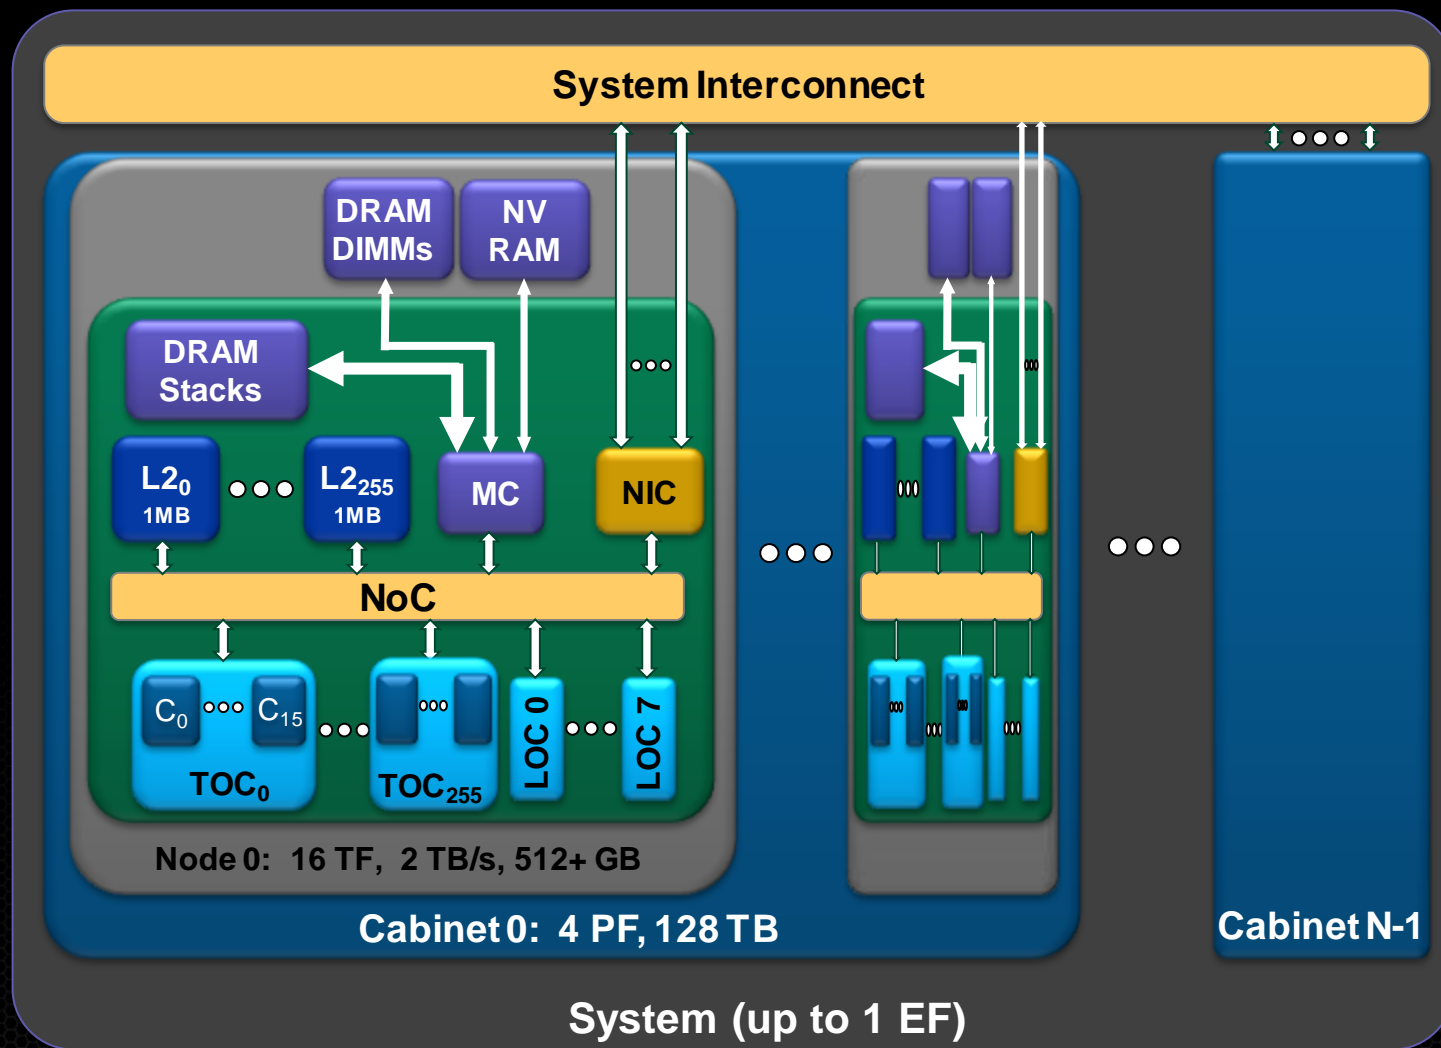 System Interconnect
DRAM
DIMMs
NV
RAM
DRAM
Stacks
L2₀
1MB
L2₂₅₅
1MB
MC
NIC
NoC
C₀
C₁₅
TOC₀
TOC₂₅₅
LOC 0
LOC 7
Node 0: 16 TF, 2 TB/s, 512+ GB
Cabinet 0: 4 PF, 128 TB
Cabinet N-1
System (up to 1 EF)